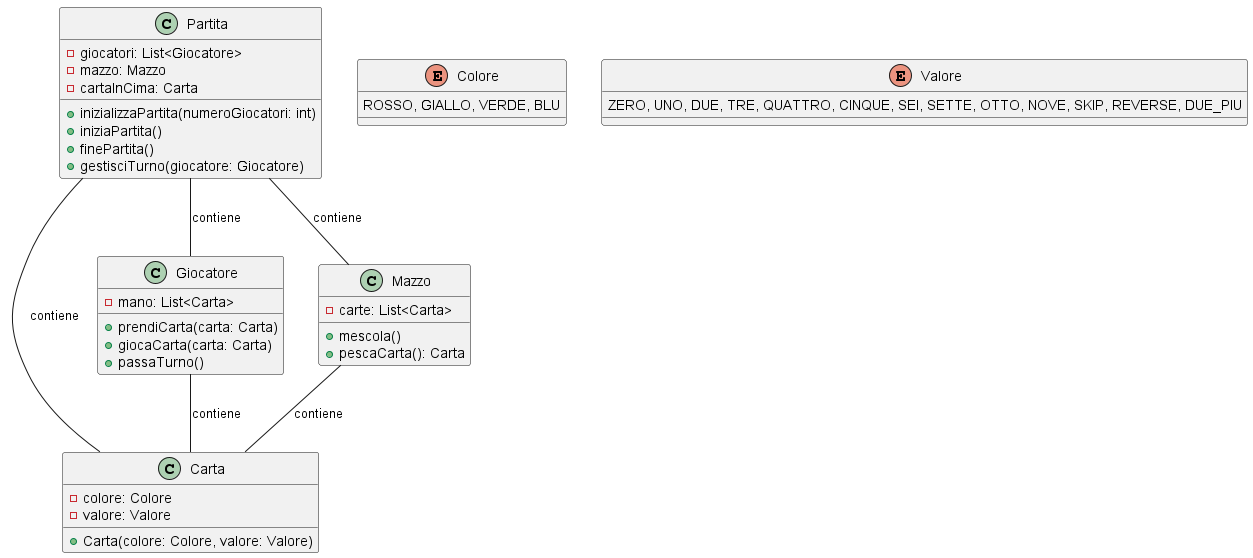 C Partita
giocatori: List<Giocatore>
mazzo: Mazzo
cartaInCima: Carta
inizializzaPartita(numeroGiocatori: int)
iniziaPartita()
finePartita()
gestisciTurno(giocatore: Giocatore)
E Colore
ROSSO, GIALLO, VERDE, BLU
E Valore
ZERO, UNO, DUE, TRE, QUATTRO, CINQUE, SEI, SETTE, OTTO, NOVE, SKIP, REVERSE, DUE_PIU
contiene
contiene
contiene
C Giocatore
mano: List<Carta>
prendiCarta(carta: Carta)
giocaCarta(carta: Carta)
passaTurno()
C Mazzo
carte: List<Carta>
mescola()
pescaCarta(): Carta
contiene
contiene
C Carta
colore: Colore
valore: Valore
Carta(colore: Colore, valore: Valore)